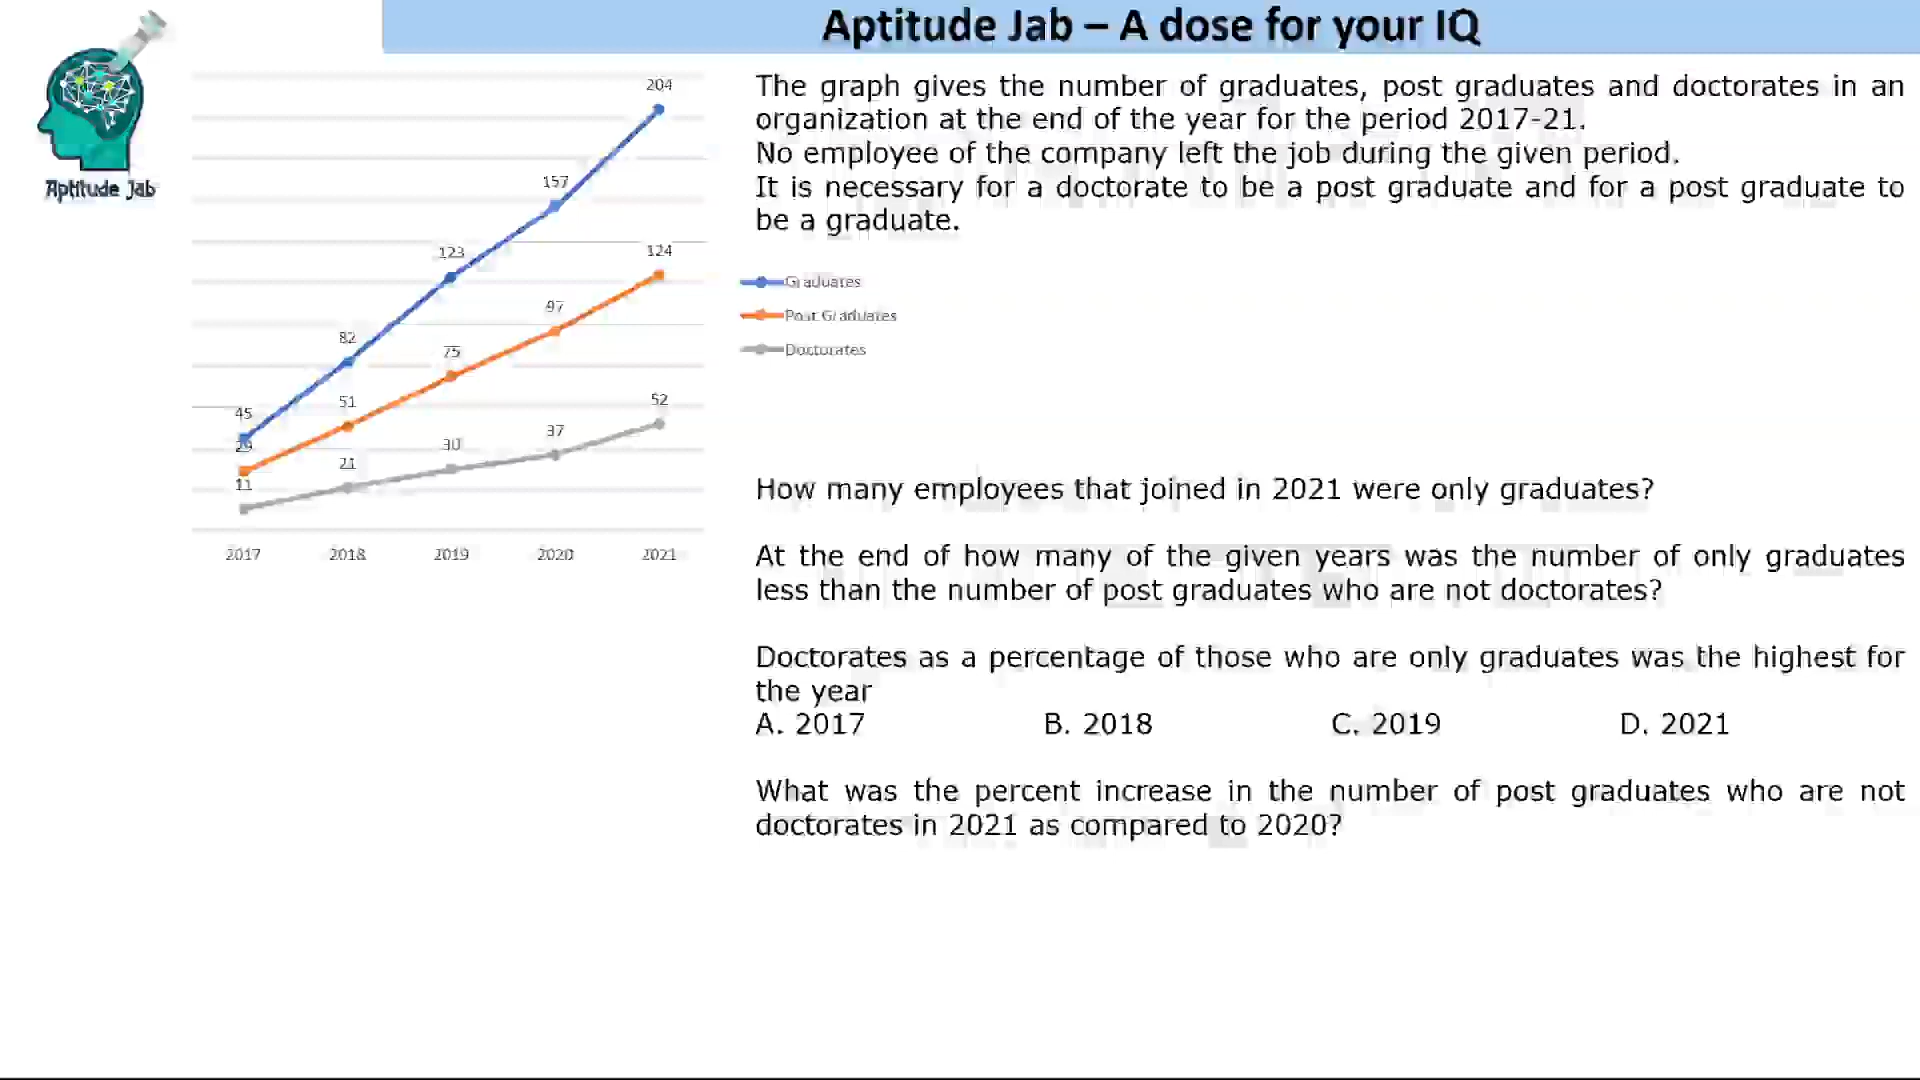 Aptitude Jab – A dose for your IQ
Aptitude Jab
The graph gives the number of graduates, post graduates and doctorates in an
organization at the end of the year for the period 2017-21.
No employee of the company left the job during the given period.
It is necessary for a doctorate to be a post graduate and for a post graduate to
be a graduate.
204
157
123
82
45
124
97
75
51
29
52
37
30
21
11
2017 2018 2019 2020 2021
Graduates
Post Graduates
Doctorates
How many employees that joined in 2021 were only graduates?
At the end of how many of the given years was the number of only graduates
less than the number of post graduates who are not doctorates?
Doctorates as a percentage of those who are only graduates was the highest for
the year
A. 2017 B. 2018 C. 2019 D. 2021
What was the percent increase in the number of post graduates who are not
doctorates in 2021 as compared to 2020?